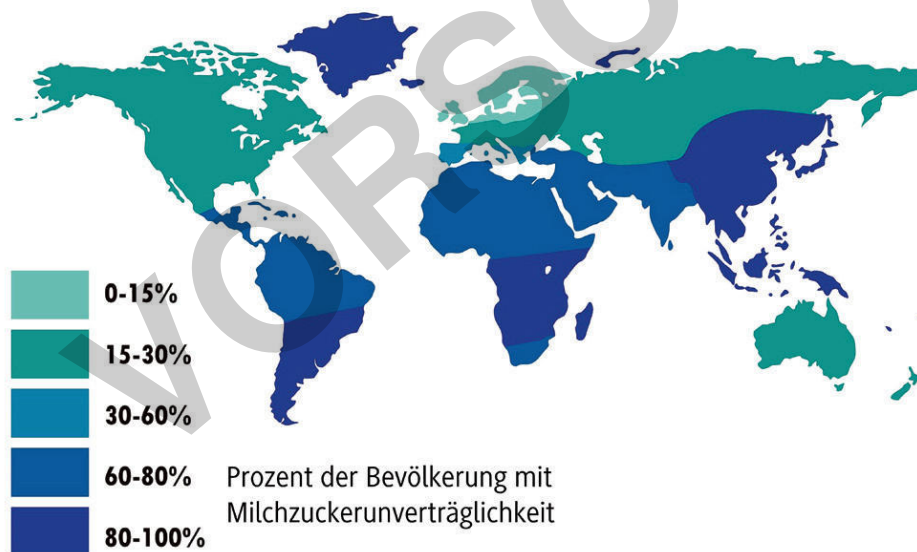 VORSC
0-15%
15-30%
30-60%
60-80%
80-100%
Prozent der Bevölkerung mit
Milchzuckerunverträglichkeit